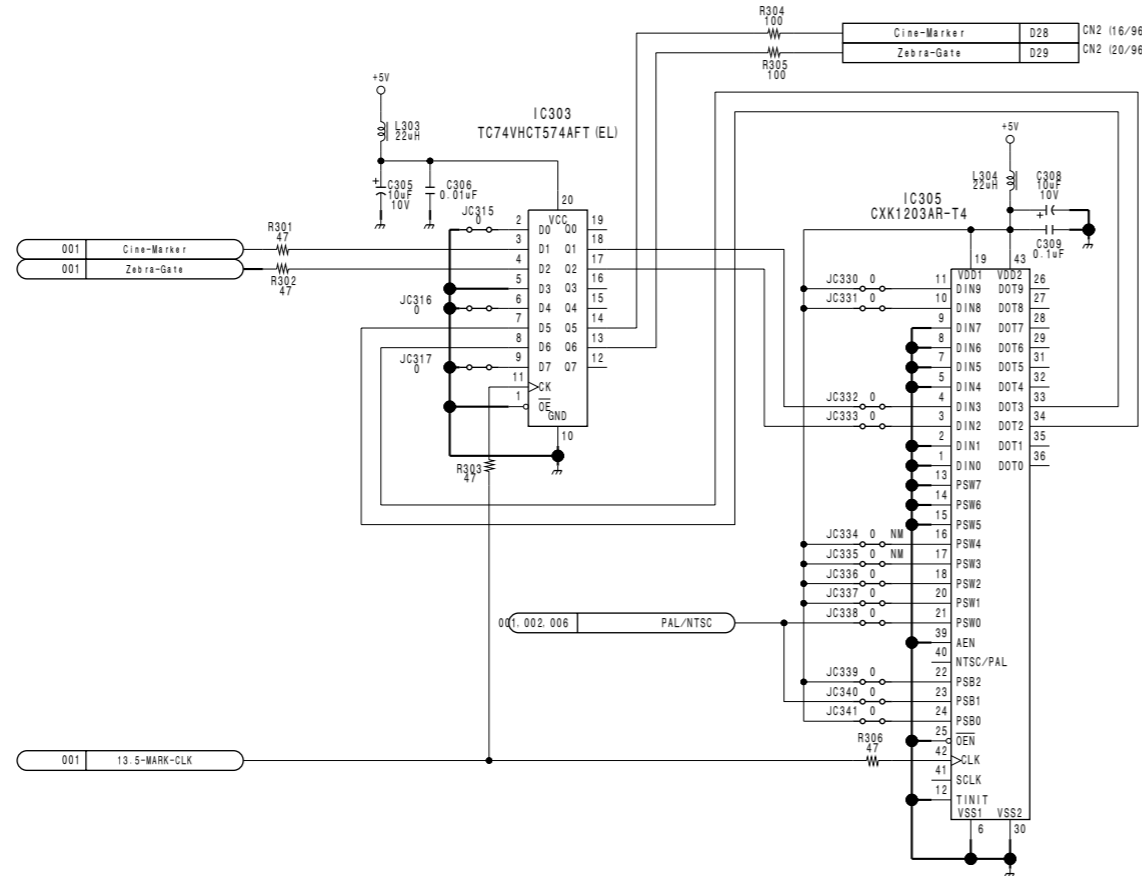 R304
100
Cine-Marker D28 CN2 (16/96
Zebra-Gate D29 CN2 (20/96
R305
100
+5V
L303
22uH
IC303
TC74VHCT574AFT (EL)
+
C305
10uF
10V
C306
0.01uF
20
VCC
JC315
0
2 D0 Q0 19
3 D1 Q1 18
4 D2 Q2 17
5 D3 Q3 16
6 D4 Q4 15
7 D5 Q5 14
8 D6 Q6 13
9 D7 Q7 12
11 CK
1 OE
GND
10
001 Cine-Marker
R301
47
001 Zebra-Gate
R302
47
JC316
0
JC317
0
R303
47
+5V
L304
22uH
C308
10uF
10V
+
C309
0.1uF
IC305
CXK1203AR-T4
19 43
VDD1 VDD2
JC330 0 11 DIN9 DOT9 26
JC331 0 10 DIN8 DOT8 27
9 DIN7 DOT7 28
8 DIN6 DOT6 29
7 DIN5 DOT5 31
5 DIN4 DOT4 32
JC332 0 4 DIN3 DOT3 33
JC333 0 3 DIN2 DOT2 34
2 DIN1 DOT1 35
1 DIN0 DOT0 36
13 PSW7
14 PSW6
15 PSW5
JC334 0 NM 16 PSW4
JC335 0 NM 17 PSW3
JC336 0 18 PSW2
JC337 0 20 PSW1
001.002.006 PAL/NTSC JC338 0 21 PSW0
39 AEN
40 NTSC/PAL
JC339 0 22 PSB2
JC340 0 23 PSB1
JC341 0 24 PSB0
25 OEN
001 13.5-MARK-CLK
R306
47
42 CLK
41 SCLK
12 TINIT
VSS1 VSS2
6 30